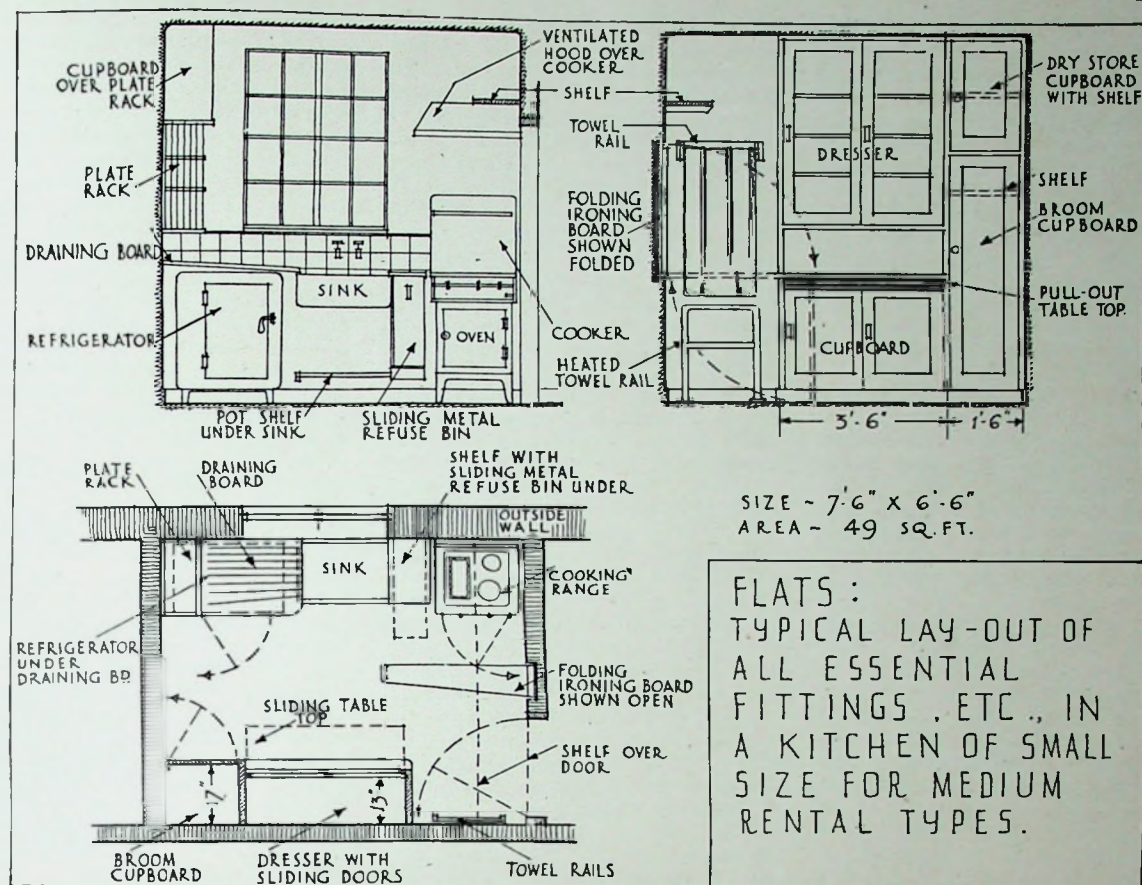 CUPBOARD
OVER PLATE
RACK
PLATE
RACK
DRAINING BOARD
REFRIGERATOR
VENTILATED
HOOD OVER
COOKER
SHELF
TOWEL
RAIL
FOLDING
IRONING
BOARD
SHOWN
FOLDED
SINK
OVEN
COOKER
HEATED
TOWEL RAIL
POT SHELF
UNDER SINK
SLIDING METAL
REFUSE BIN
DRESSER
CUPBOARD
DRY STORE
CUPBOARD
WITH SHELF
SHELF
BROOM
CUPBOARD
PULL-OUT
TABLE TOP.
3'-6"
1'-6"
PLATE
RACK
DRAINING
BOARD
SHELF WITH
SLIDING METAL
REFUSE BIN UNDER
OUTSIDE
WALL
SINK
COOKING
RANGE
REFRIGERATOR
UNDER
DRAINING BD.
FOLDING
IRONING BOARD
SHOWN OPEN
SLIDING TABLE
TOP
SHELF OVER
DOOR
17"
13"
BROOM
CUPBOARD
DRESSER WITH
SLIDING DOORS
TOWEL RAILS
SIZE ~ 7'-6" X 6'-6"
AREA ~ 49 SQ.FT.
FLATS :
TYPICAL LAY-OUT OF
ALL ESSENTIAL
FITTINGS , ETC., IN
A KITCHEN OF SMALL
SIZE FOR MEDIUM
RENTAL TYPES.